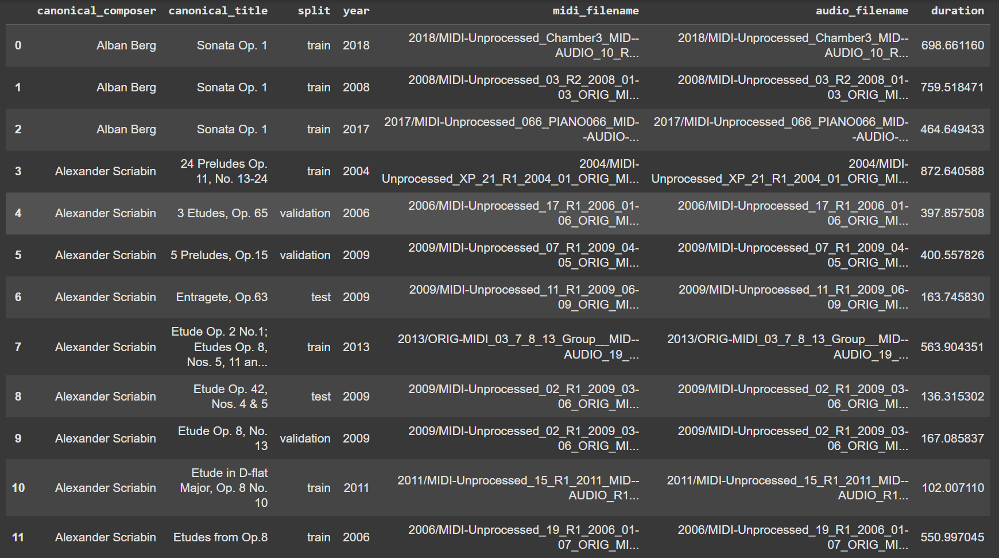 canonical_composer canonical_title split year midi_filename audio_filename duration
0 Alban Berg Sonata Op. 1 train 2018 2018/MIDI-Unprocessed_Chamber3_MID-- 2018/MIDI-Unprocessed_Chamber3_MID-- 698.661160
AUDIO_10_R... AUDIO_10_R...
1 Alban Berg Sonata Op. 1 train 2008 2008/MIDI-Unprocessed_03_R2_2008_01- 2008/MIDI-Unprocessed_03_R2_2008_01- 759.518471
03_ORIG_MI... 03_ORIG_MI...
2 Alban Berg Sonata Op. 1 train 2017 2017/MIDI-Unprocessed_066_PIANO066_MID- 2017/MIDI-Unprocessed_066_PIANO066_MID- 464.649433
-AUDIO-... -AUDIO-...
3 Alexander Scriabin 24 Preludes Op. train 2004 2004/MIDI- 2004/MIDI- 872.640588
11, No. 13-24 Unprocessed_XP_21_R1_2004_01_ORIG_MI... Unprocessed_XP_21_R1_2004_01_ORIG_MI...
4 Alexander Scriabin 3 Etudes, Op. 65 validation 2006 2006/MIDI-Unprocessed_17_R1_2006_01- 2006/MIDI-Unprocessed_17_R1_2006_01- 397.857508
06_ORIG_MI... 06_ORIG_MI...
5 Alexander Scriabin 5 Preludes, Op.15 validation 2009 2009/MIDI-Unprocessed_07_R1_2009_04- 2009/MIDI-Unprocessed_07_R1_2009_04- 400.557826
05_ORIG_MI... 05_ORIG_MI...
6 Alexander Scriabin Entragete, Op.63 test 2009 2009/MIDI-Unprocessed_11_R1_2009_06- 2009/MIDI-Unprocessed_11_R1_2009_06- 163.745830
09_ORIG_MI... 09_ORIG_MI...
7 Alexander Scriabin Etude Op. 2 No.1; train 2013 2013/ORIG-MIDI_03_7_8_13_Group__MID-- 2013/ORIG-MIDI_03_7_8_13_Group__MID-- 563.904351
Etudes Op. 8, AUDIO_19_... AUDIO_19_...
Nos. 5, 11 an...
8 Alexander Scriabin Etude Op. 42, test 2009 2009/MIDI-Unprocessed_02_R1_2009_03- 2009/MIDI-Unprocessed_02_R1_2009_03- 136.315302
Nos. 4 & 5 06_ORIG_MI... 06_ORIG_MI...
9 Alexander Scriabin Etude Op. 8, No. validation 2009 2009/MIDI-Unprocessed_02_R1_2009_03- 2009/MIDI-Unprocessed_02_R1_2009_03- 167.085837
13 06_ORIG_MI... 06_ORIG_MI...
10 Alexander Scriabin Etude in D-flat train 2011 2011/MIDI-Unprocessed_15_R1_2011_MID-- 2011/MIDI-Unprocessed_15_R1_2011_MID-- 102.007110
Major, Op. 8 No. AUDIO_R1... AUDIO_R1...
10
11 Alexander Scriabin Etudes from Op.8 train 2006 2006/MIDI-Unprocessed_19_R1_2006_01- 2006/MIDI-Unprocessed_19_R1_2006_01- 550.997045
07_ORIG_MI... 07_ORIG_MI...